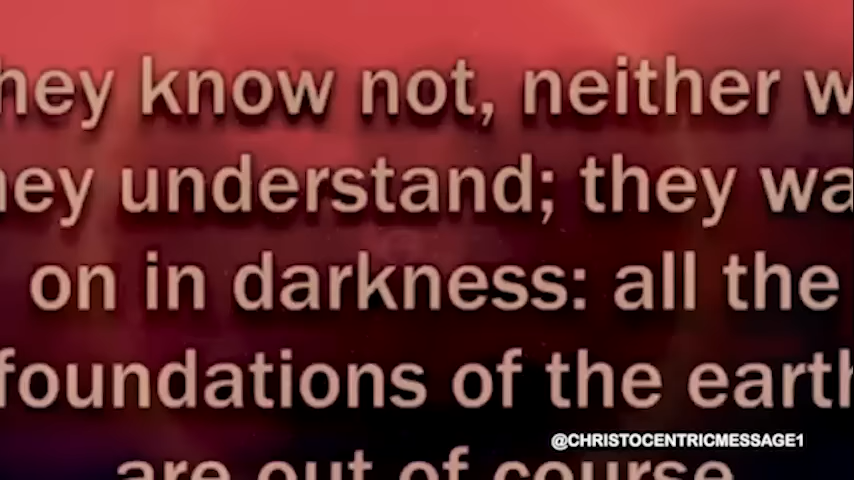 hey know not, neither w
hey understand; they wa
on in darkness: all the
foundations of the earth
@CHRISTOCENTRICMESSAGE1
are out of course